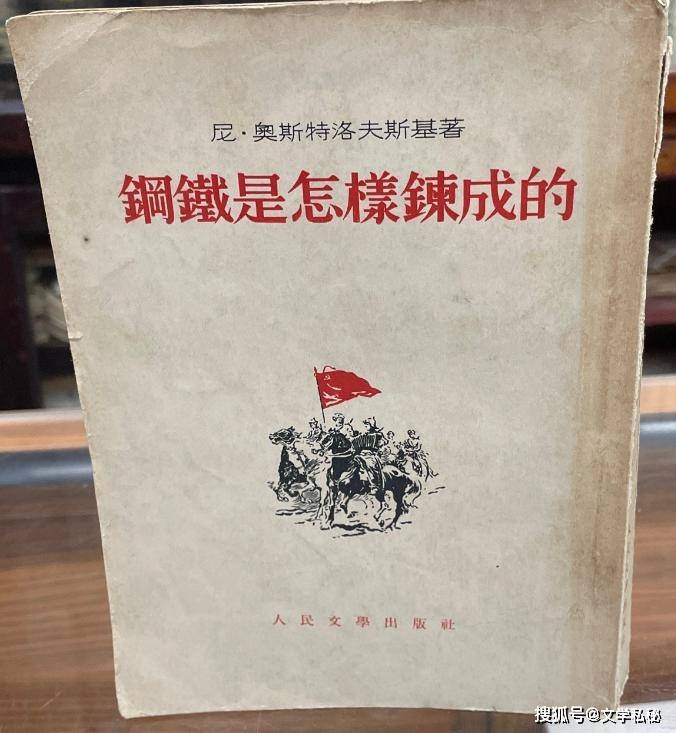 尼·奧斯特洛夫斯基著
鋼鐵是怎樣鍊成的
人民文學出版社
搜狐号@文学私秘